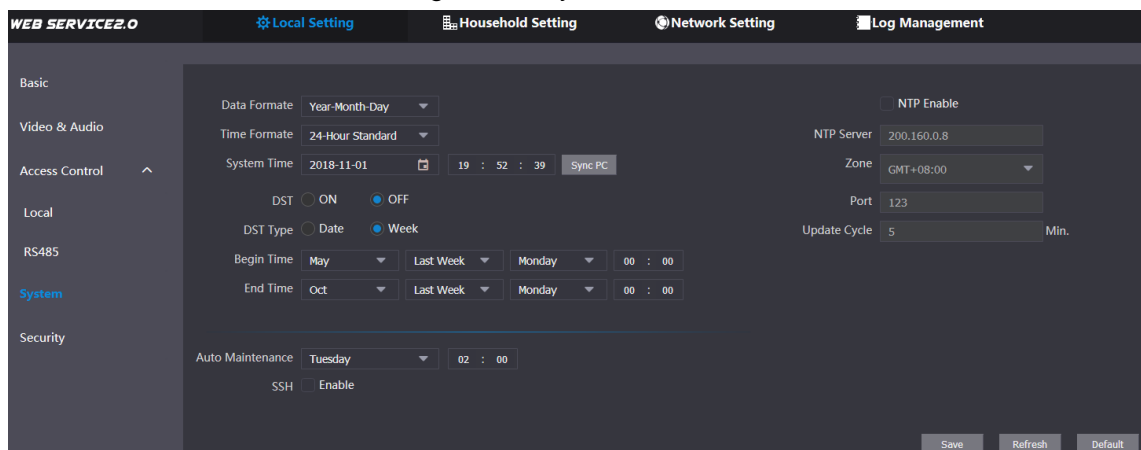 WEB SERVICE2.0 Local Setting Household Setting Network Setting Log Management
Basic
Data Formate Year-Month-Day NTP Enable
Video & Audio
Time Formate 24-Hour Standard NTP Server 200.160.0.8
System Time 2018-11-01 19 : 52 : 39 Sync PC Zone GMT+08:00
Access Control
DST ON OFF Port 123
Local
DST Type Date Week Update Cycle 5 Min.
RS485
Begin Time May Last Week Monday 00 : 00
End Time Oct Last Week Monday 00 : 00
System
Security
Auto Maintenance Tuesday 02 : 00
SSH Enable
Save Refresh Default